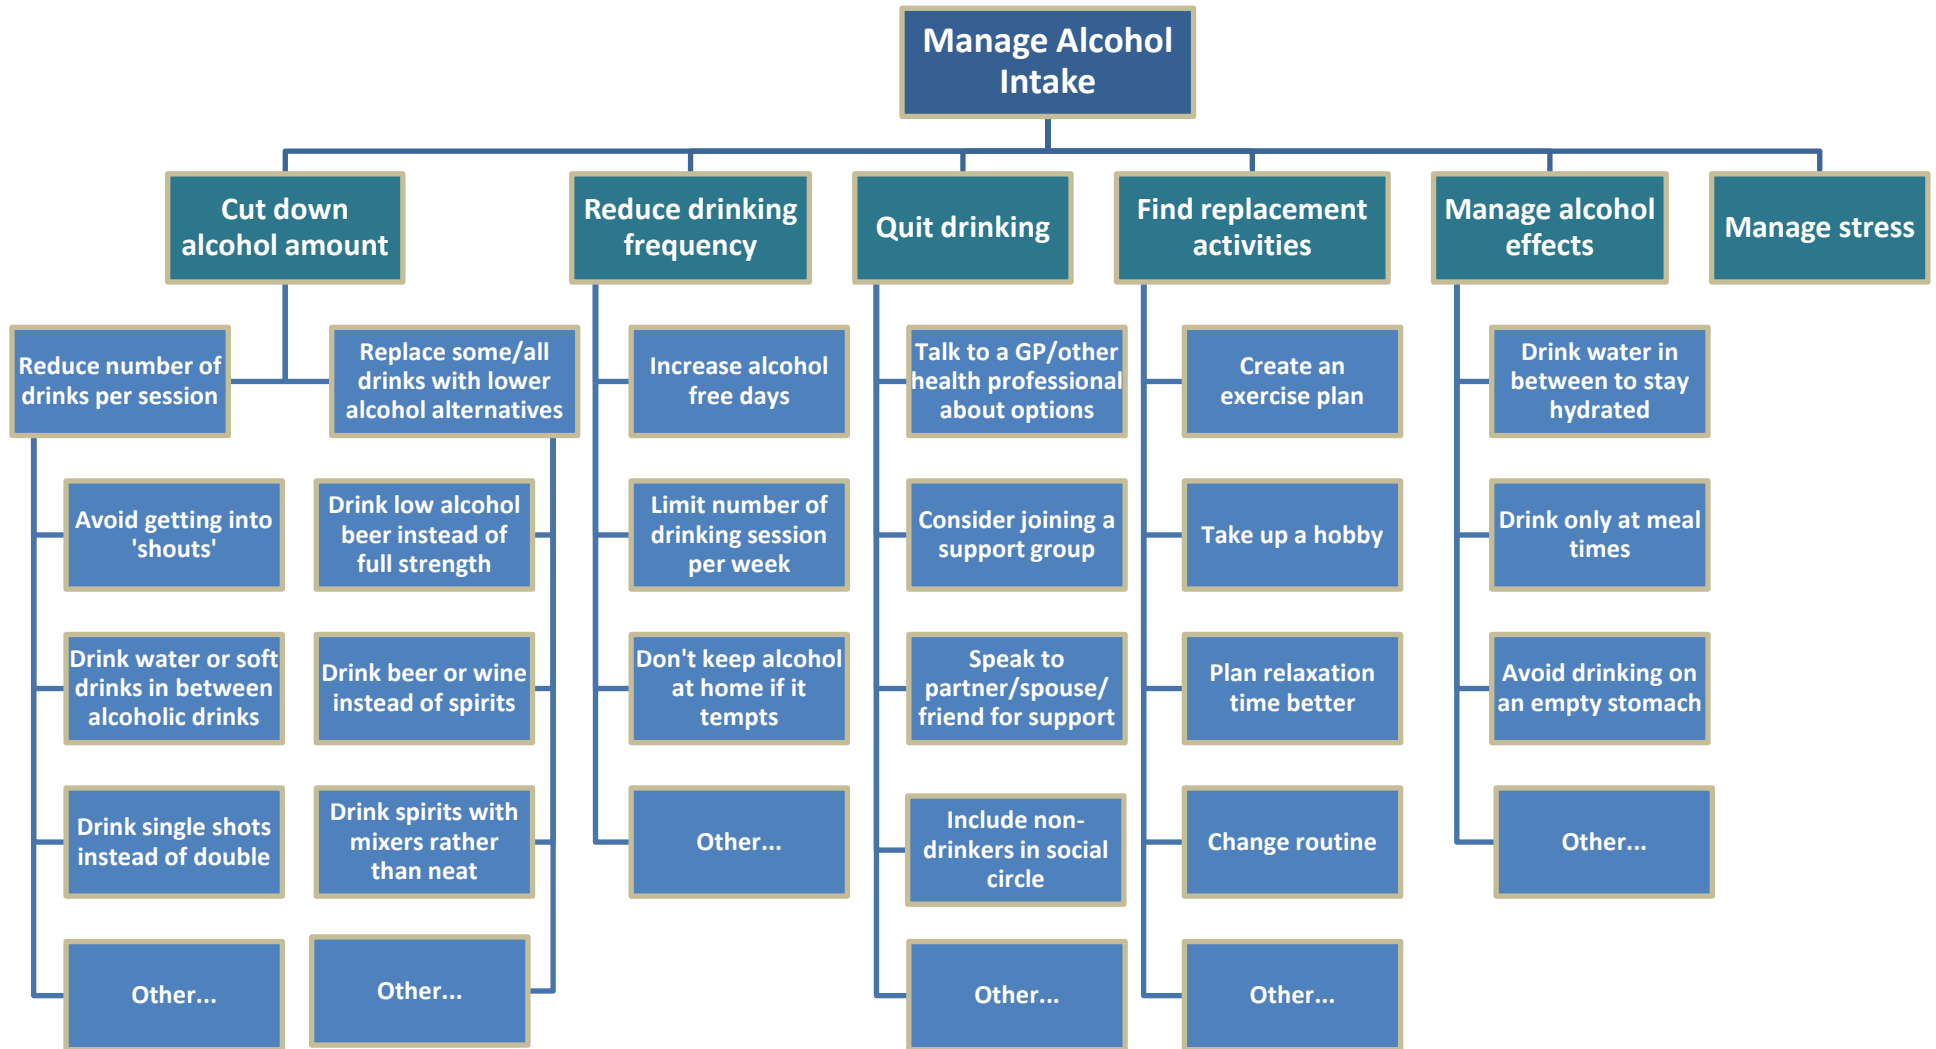 Manage Alcohol
Intake
Cut down
alcohol amount
Reduce drinking
frequency
Quit drinking
Find replacement
activities
Manage alcohol
effects
Manage stress
Reduce number of
drinks per session
Replace some/all
drinks with lower
alcohol alternatives
Increase alcohol
free days
Talk to a GP/other
health professional
about options
Create an
exercise plan
Drink water in
between to stay
hydrated
Avoid getting into
'shouts'
Drink low alcohol
beer instead of
full strength
Limit number of
drinking session
per week
Consider joining a
support group
Take up a hobby
Drink only at meal
times
Drink water or soft
drinks in between
alcoholic drinks
Drink beer or wine
instead of spirits
Don't keep alcohol
at home if it
tempts
Speak to
partner/spouse/
friend for support
Plan relaxation
time better
Avoid drinking on
an empty stomach
Drink single shots
instead of double
Drink spirits with
mixers rather
than neat
Other...
Include non-
drinkers in social
circle
Change routine
Other...
Other...
Other...
Other...
Other...